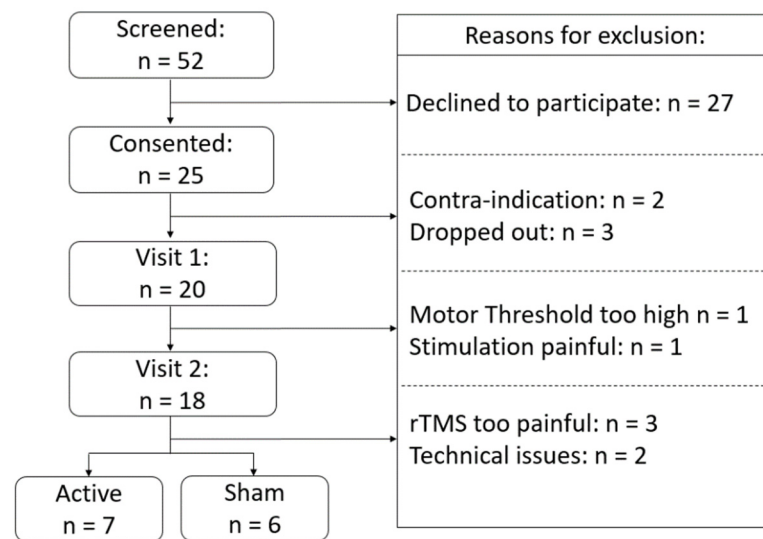 Screened:
n = 52
Reasons for exclusion:
Declined to participate: n = 27
Consented:
n = 25
Contra-indication: n = 2
Dropped out: n = 3
Visit 1:
n = 20
Motor Threshold too high n = 1
Stimulation painful: n = 1
Visit 2:
n = 18
rTMS too painful: n = 3
Technical issues: n = 2
Active
n = 7
Sham
n = 6